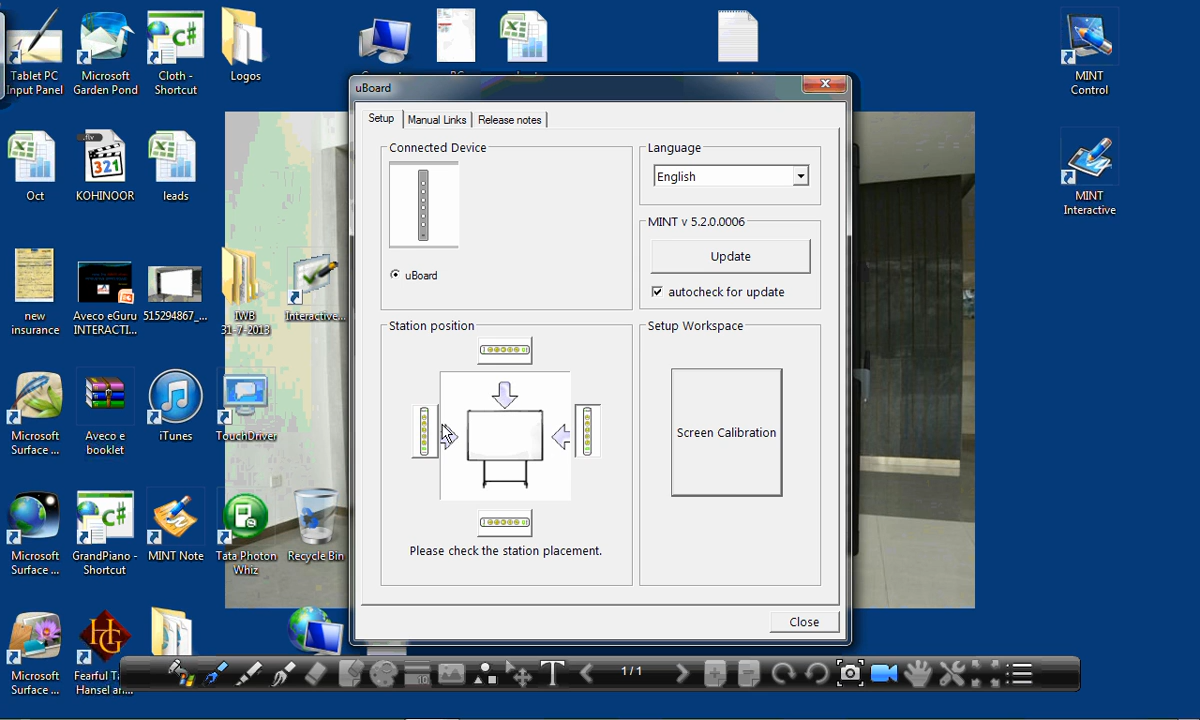 Tablet PC
Input Panel
Microsoft
Garden Pond
Cloth -
Shortcut
Logos
MINT
Control
Oct
.flv
321
KOHINOOR
leads
MINT
Interactive
new
insurance
Aveco eGuru
INTERACTI...
515294867_...
IWB
31-7-2013
Interactive...
Microsoft
Surface ...
Aveco e
booklet
iTunes
TouchDriver
Microsoft
Surface ...
GrandPiano -
Shortcut
MINT Note
Tata Photon
Whiz
Recycle Bin
Microsoft
Surface ...
HG
Fearful Ta
Hansel an...
uBoard
Setup
Manual Links
Release notes
Connected Device
uBoard
Language
English
MINT v 5.2.0.0006
Update
autocheck for update
Station position
Please check the station placement.
Setup Workspace
Screen Calibration
Close
10
T
1/1